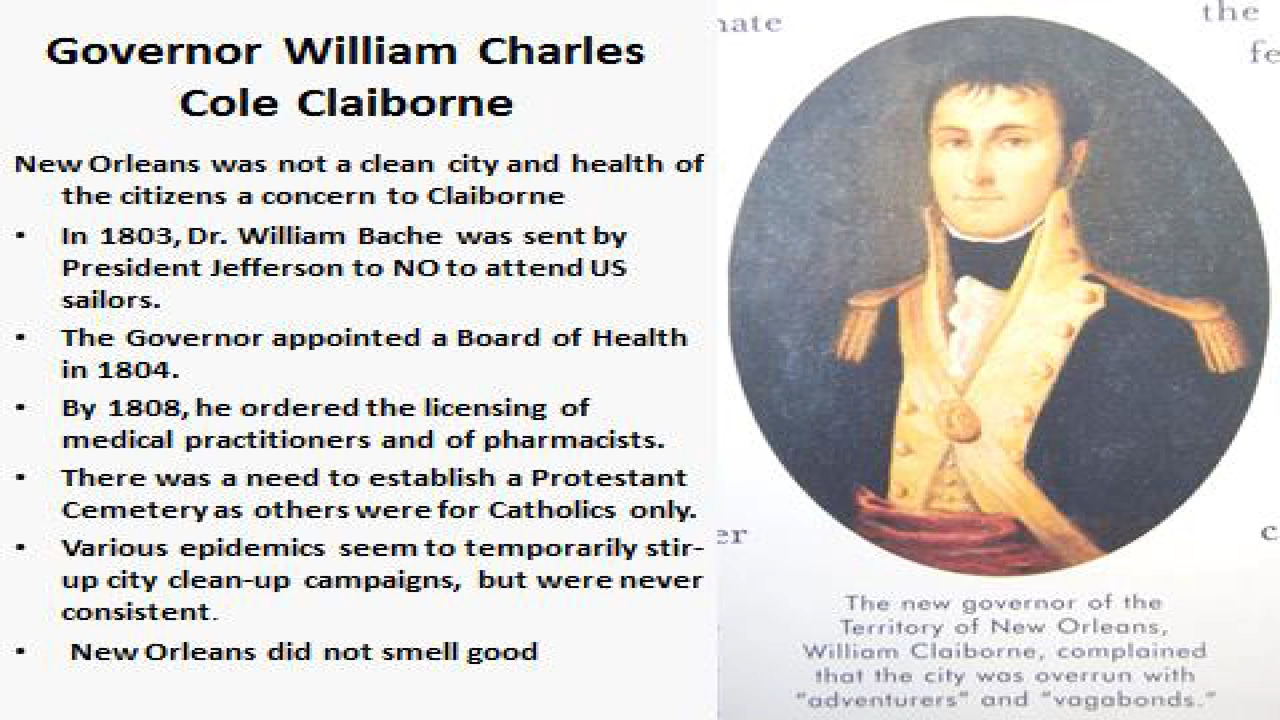 Governor William Charles
Cole Claiborne
New Orleans was not a clean city and health of
the citizens a concern to Claiborne
• In 1803, Dr. William Bache was sent by
President Jefferson to NO to attend US
sailors.
• The Governor appointed a Board of Health
in 1804.
• By 1808, he ordered the licensing of
medical practitioners and of pharmacists.
• There was a need to establish a Protestant
Cemetery as others were for Catholics only.
• Various epidemics seem to temporarily stir-
up city clean-up campaigns, but were never
consistent.
• New Orleans did not smell good
the
The new governor of the
Territory of New Orleans,
William Claiborne, complained
that the city was overrun with
"adventurers" and "vagabonds."